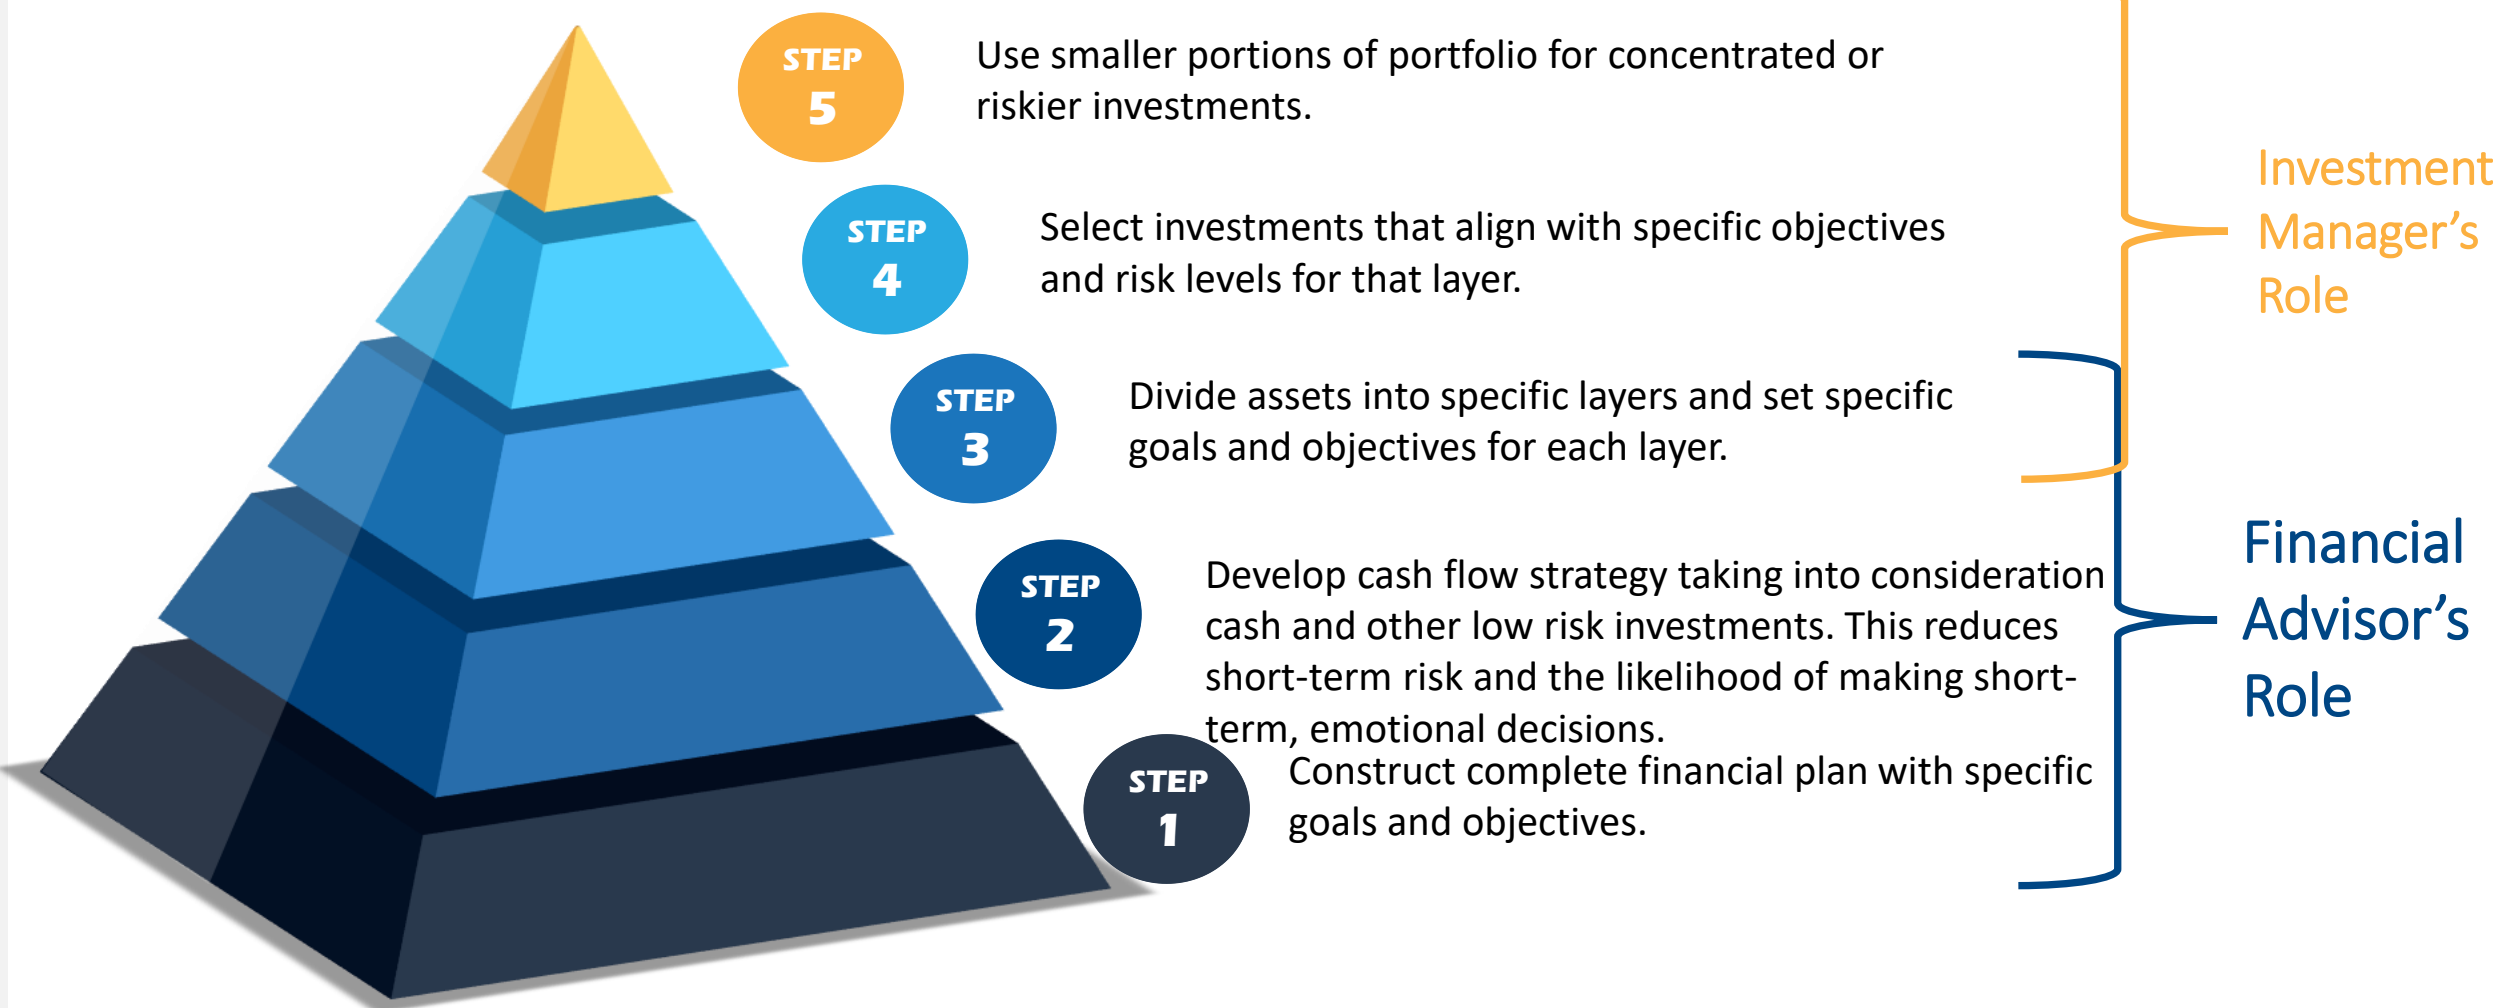 STEP
5
Use smaller portions of portfolio for concentrated or
riskier investments.
STEP
4
Select investments that align with specific objectives
and risk levels for that layer.
STEP
3
Divide assets into specific layers and set specific
goals and objectives for each layer.
STEP
2
Develop cash flow strategy taking into consideration
cash and other low risk investments. This reduces
short-term risk and the likelihood of making short-
term, emotional decisions.
STEP
1
Construct complete financial plan with specific
goals and objectives.
Investment
Manager’s
Role
Financial
Advisor’s
Role